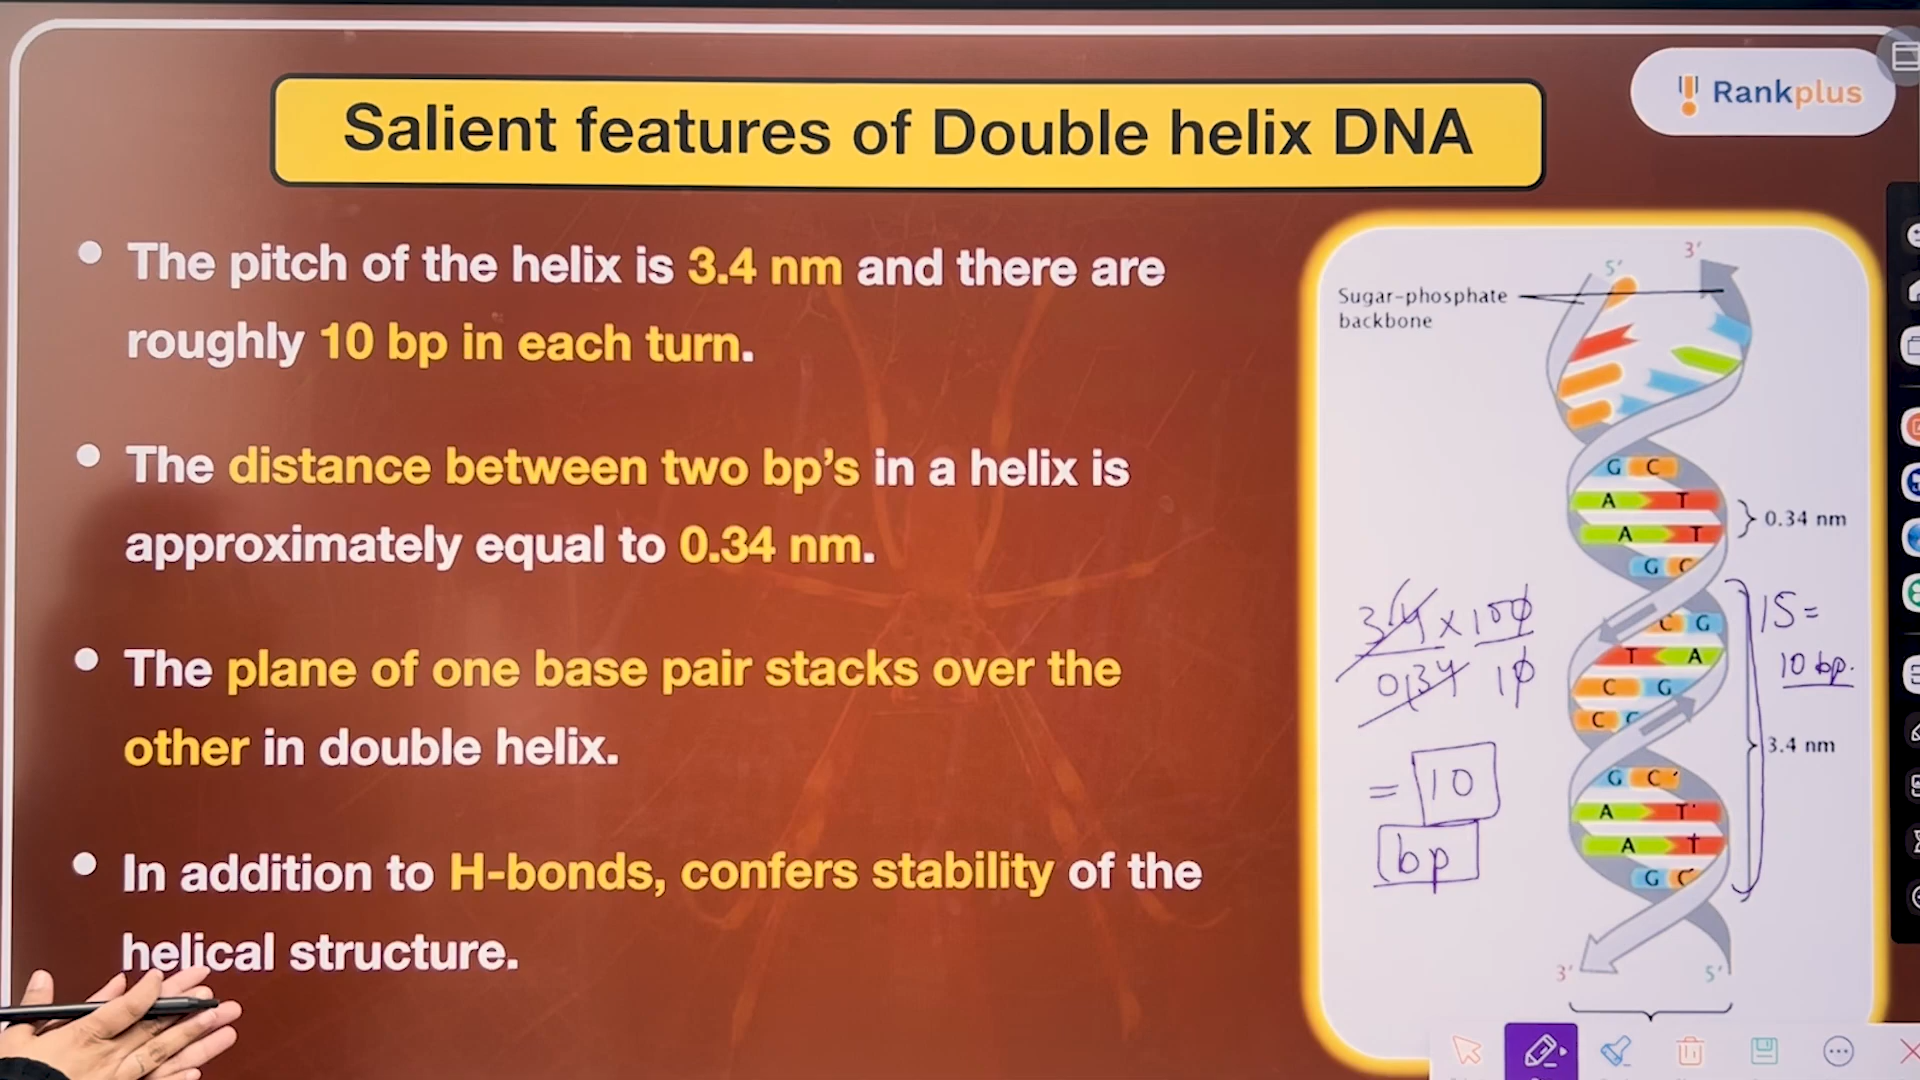 Salient features of Double helix DNA
Rankplus
• The pitch of the helix is 3.4 nm and there are
roughly 10 bp in each turn.
• The distance between two bp's in a helix is
approximately equal to 0.34 nm.
• The plane of one base pair stacks over the
other in double helix.
• In addition to H-bonds, confers stability of the
helical structure.
5' 3'
Sugar-phosphate
backbone
G C
A T
0.34 nm
A T
G C
C G
T A
C G
C G
3.4 nm
G C
A T
A T
G C
3' 5'
3.4 × 100
0.34 10
= 10
bp
15 =
10 bp.